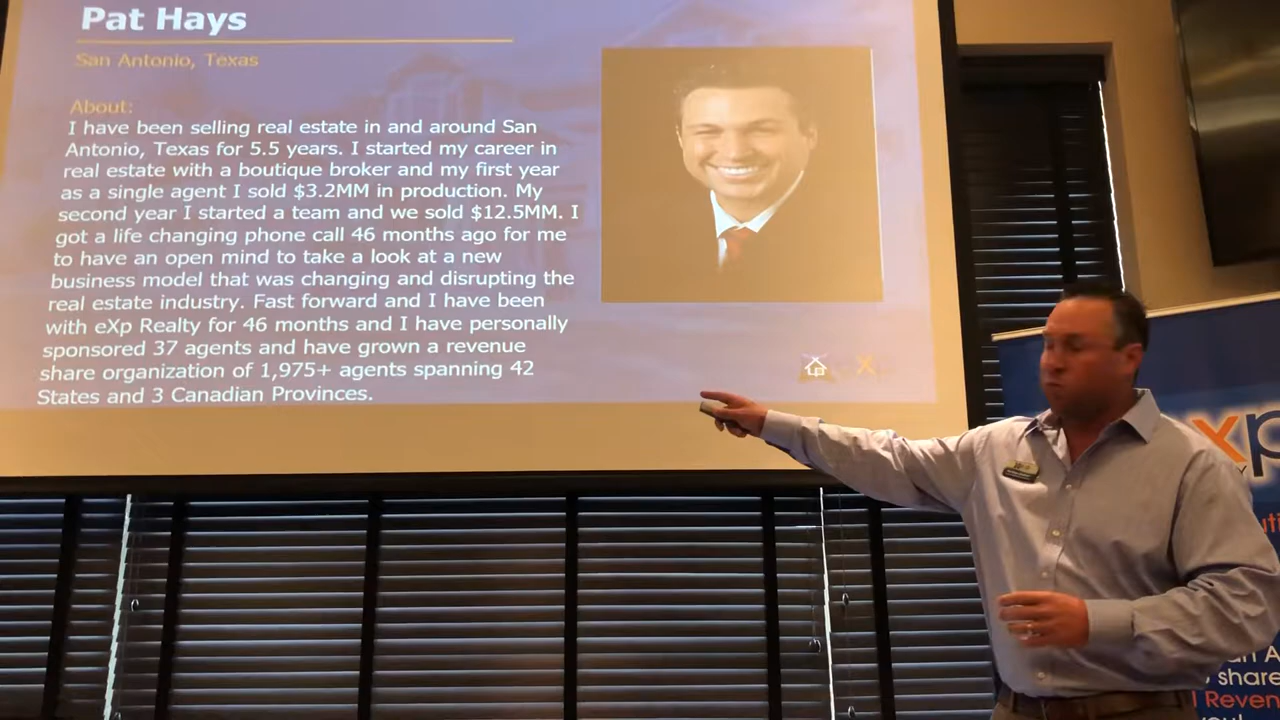 Pat Hays
San Antonio, Texas
About:
I have been selling real estate in and around San
Antonio, Texas for 5.5 years. I started my career in
real estate with a boutique broker and my first year
as a single agent I sold $3.2MM in production. My
second year I started a team and we sold $12.5MM. I
got a life changing phone call 46 months ago for me
to have an open mind to take a look at a new
business model that was changing and disrupting the
real estate industry. Fast forward and I have been
with eXp Realty for 46 months and I have personally
sponsored 37 agents and have grown a revenue
share organization of 1,975+ agents spanning 42
States and 3 Canadian Provinces.
xp
share
Reven